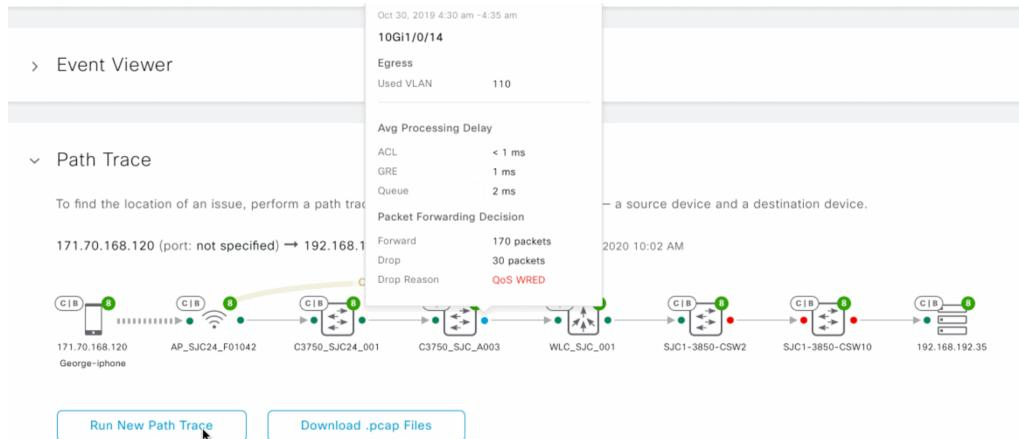 Oct 30, 2019 4:30 am -4:35 am
10Gi1/0/14
Egress
Used VLAN 110
Event Viewer
Avg Processing Delay
ACL < 1 ms
GRE 1 ms
Queue 2 ms
Packet Forwarding Decision
Forward 170 packets
Drop 30 packets
Drop Reason QoS WRED
Path Trace
To find the location of an issue, perform a path — a source device and a destination device.
171.70.168.120 (port: not specified) → 192.168.1 2020 10:02 AM
C|B 8 C|B 8 C|B 8 C|B 8 C|B 8 C|B 8 C|B 8
171.70.168.120 AP_SJC24_F01042 C3750_SJC24_001 C3750_SJC_A003 WLC_SJC_001 SJC1-3850-CSW2 SJC1-3850-CSW10 192.168.192.35
George-iphone
Run New Path Trace Download .pcap Files